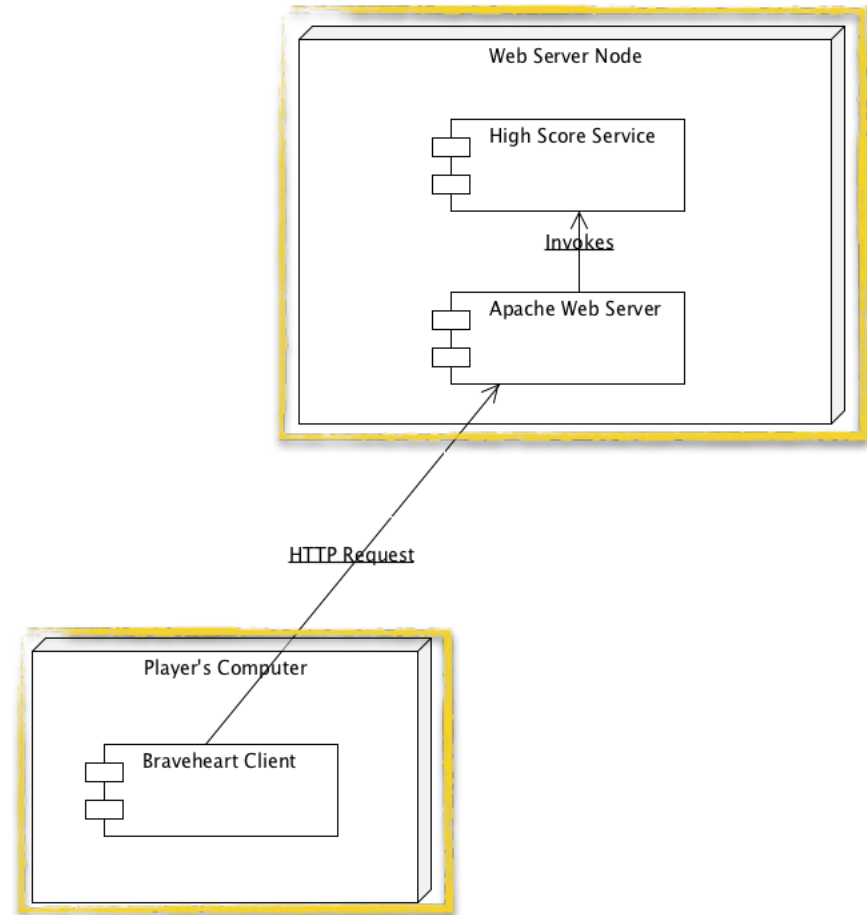 Web Server Node
High Score Service
Invokes
Apache Web Server
HTTP Request
Player's Computer
Braveheart Client